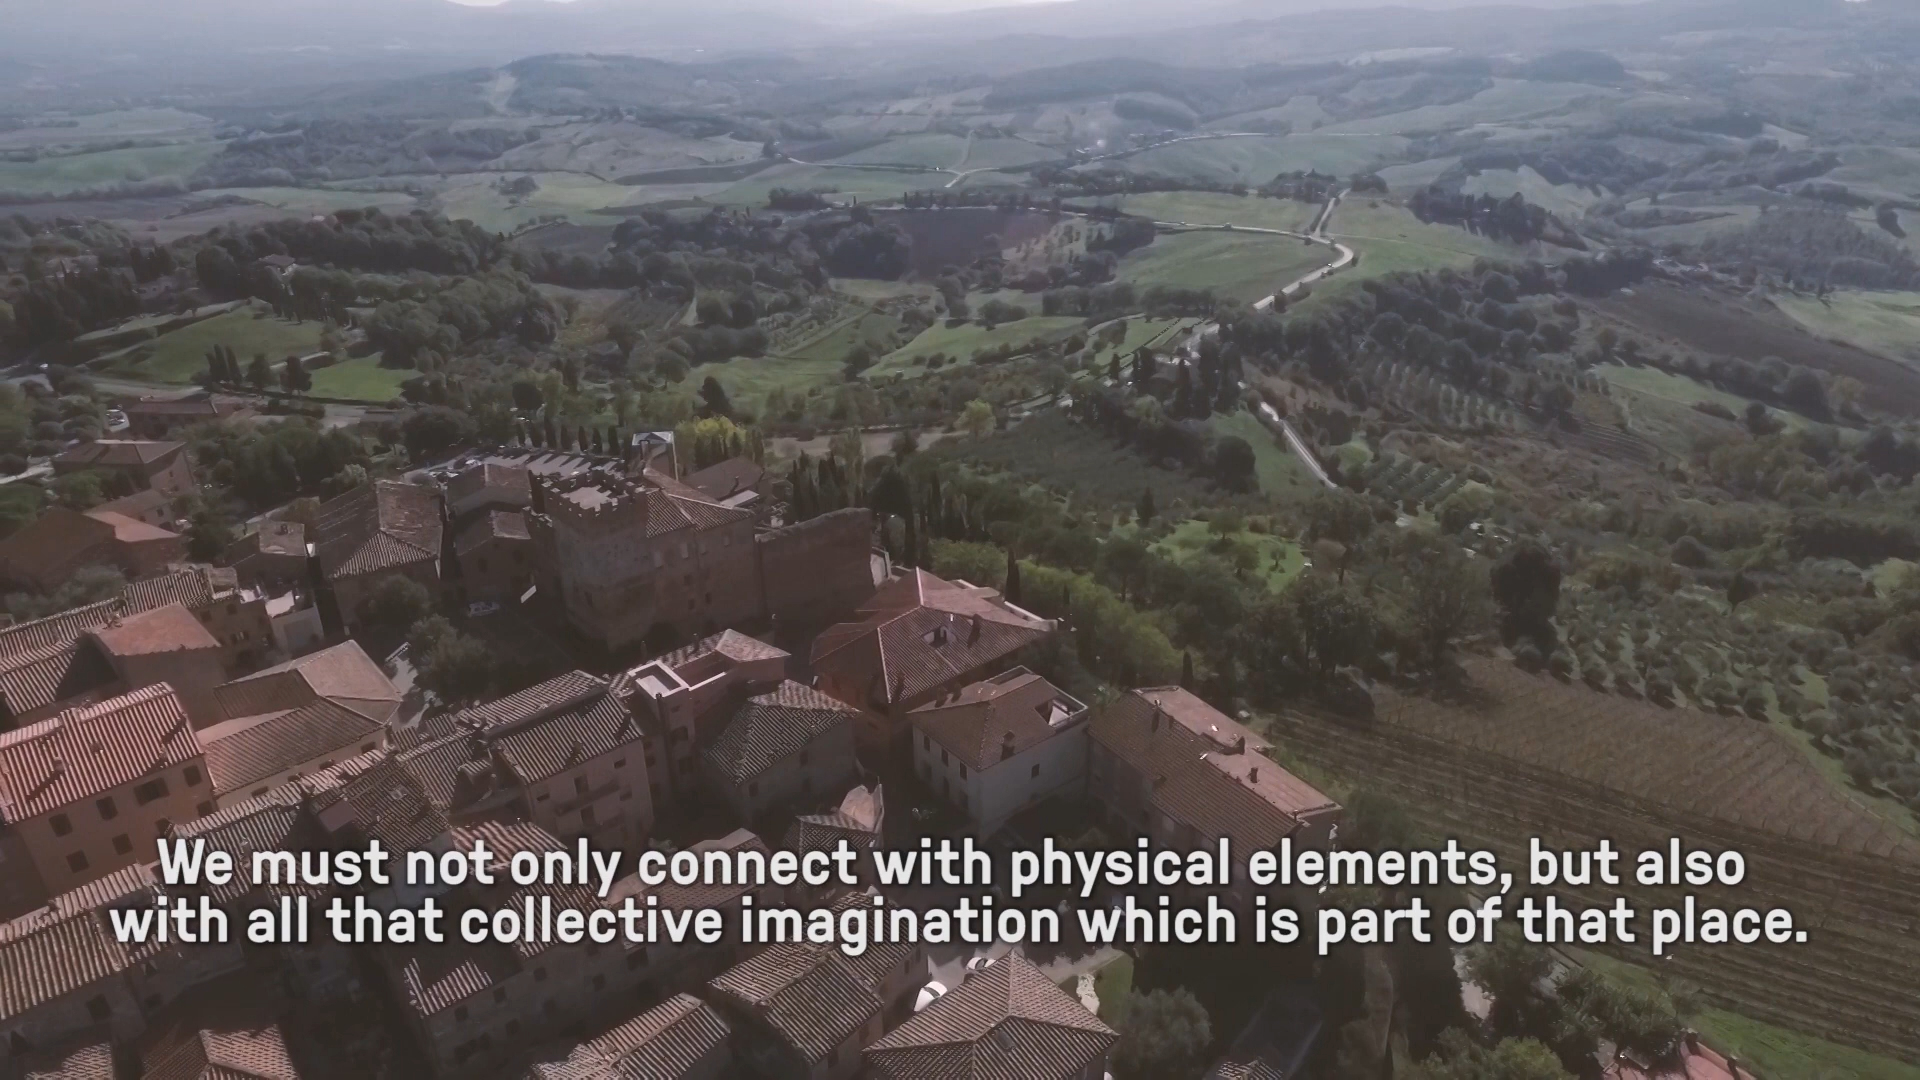 We must not only connect with physical elements, but also
with all that collective imagination which is part of that place.